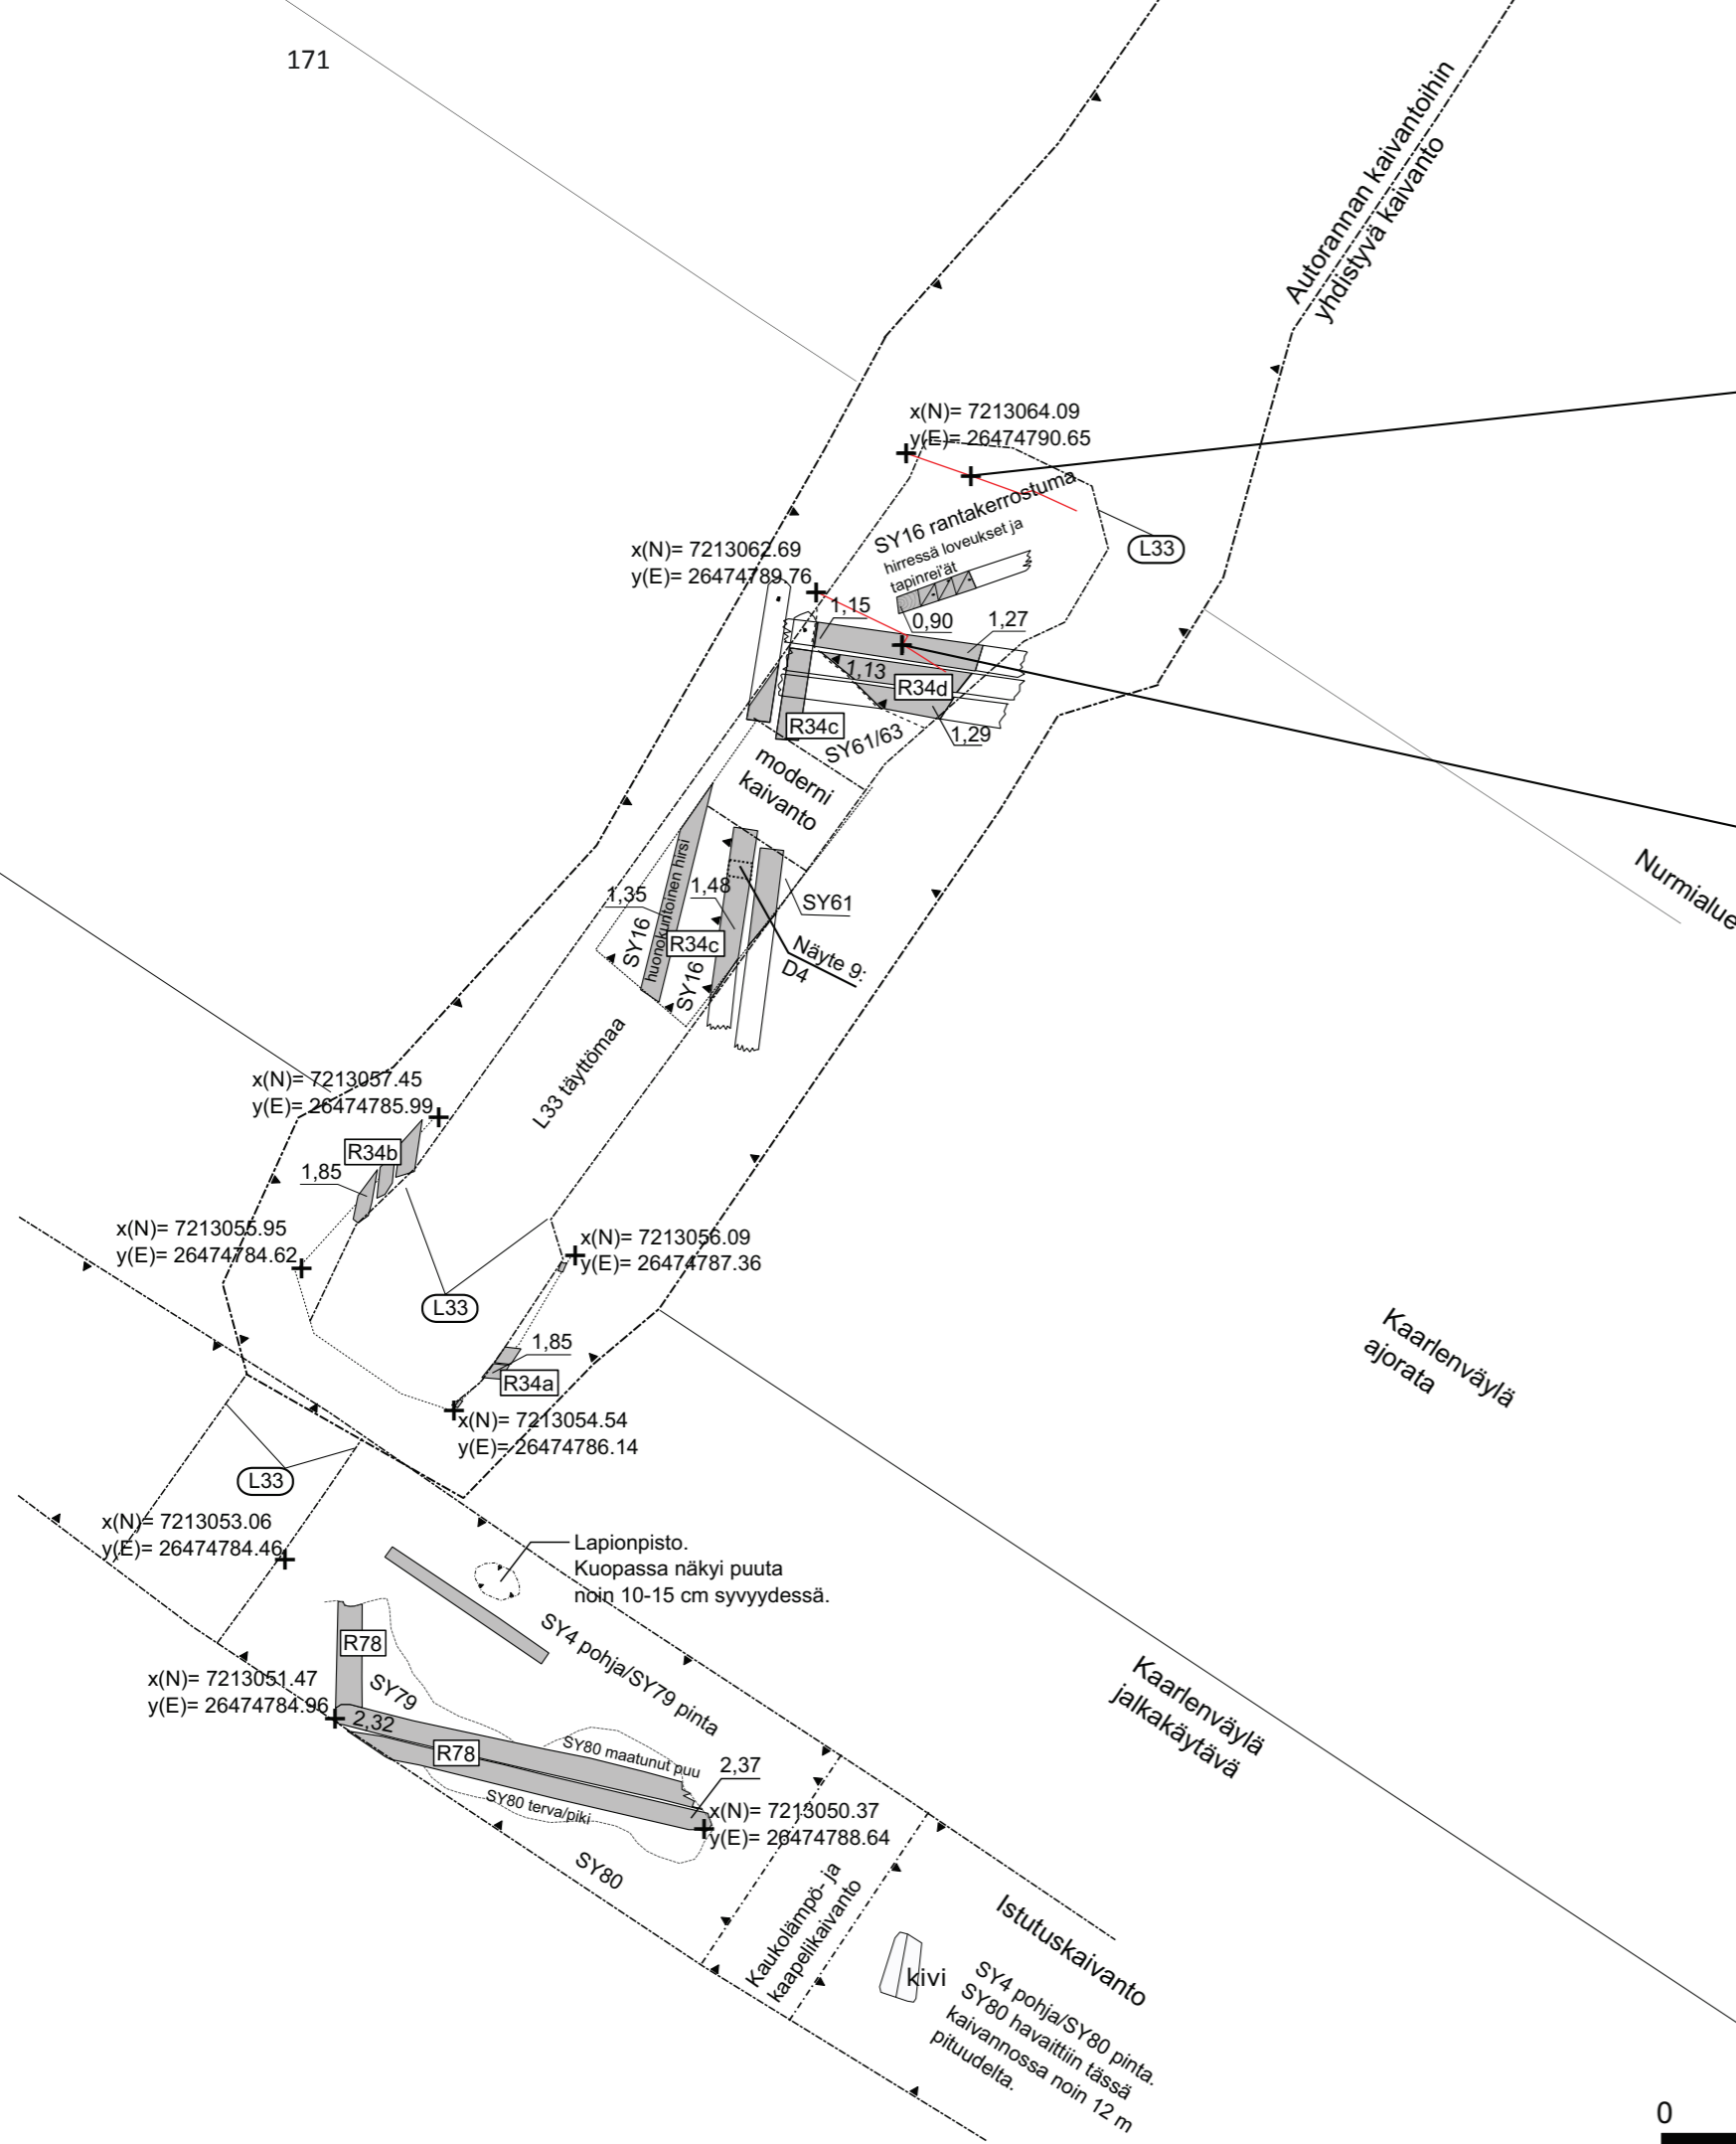 171
Autorannan kaivantoihin
yhdistyvä kaivanto
x(N)= 7213064.09
y(E)= 26474790.65
SY16 rantakerrostuma
hirressä loveukset ja
tapinrei'ät
L33
x(N)= 7213062.69
y(E)= 26474789.76
1,15
0,90
1,27
1,13
R34d
R34c
SY61/63
1,29
moderni
kaivanto
Nurmialue
huonokuntoinen hirsi
1,35
1,48
SY61
SY16
R34c
SY16
Näyte 9:
D4
L33 täyttömaa
x(N)= 7213057.45
y(E)= 26474785.99
R34b
1,85
x(N)= 7213055.95
y(E)= 26474784.62
x(N)= 7213056.09
y(E)= 26474787.36
L33
1,85
R34a
x(N)= 7213054.54
y(E)= 26474786.14
Kaarlenväylä
ajorata
L33
x(N)= 7213053.06
y(E)= 26474784.46
Lapionpisto.
Kuopassa näkyi puuta
noin 10-15 cm syvyydessä.
R78
SY4 pohja/SY79 pinta
x(N)= 7213051.47
y(E)= 26474784.96
SY79
2,32
R78
SY80 maatunut puu
2,37
SY80 terva/piki
x(N)= 7213050.37
y(E)= 26474788.64
SY80
Kaarlenväylä
jalkakäytävä
Kaukolämpö- ja
kaapelikaivanto
Istutuskaivanto
kivi
SY4 pohja/SY80 pinta.
SY80 havaittiin tässä
kaivannossa noin 12 m
pituudelta.
0